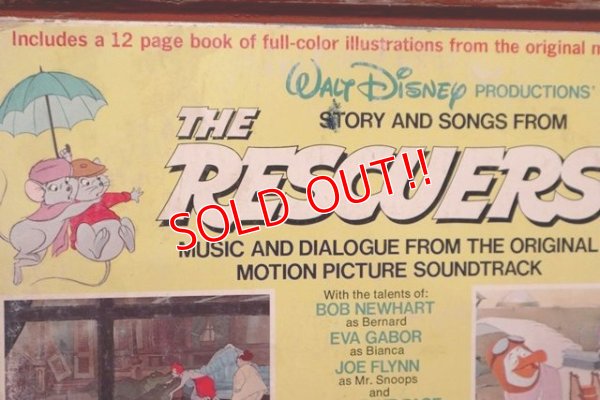 Includes a 12 page book of full-color illustrations from the original
WALT DISNEY PRODUCTIONS'
STORY AND SONGS FROM
THE
RESCUERS
SOLD OUT!!
MUSIC AND DIALOGUE FROM THE ORIGINAL
MOTION PICTURE SOUNDTRACK
With the talents of:
BOB NEWHART
as Bernard
EVA GABOR
as Bianca
JOE FLYNN
as Mr. Snoops
and